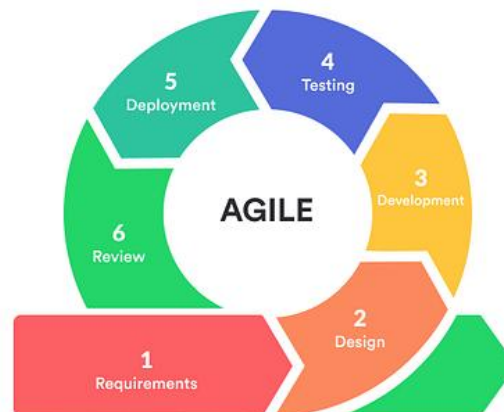 4
Testing
5
Deployment
3
Development
AGILE
6
Review
2
Design
1
Requirements